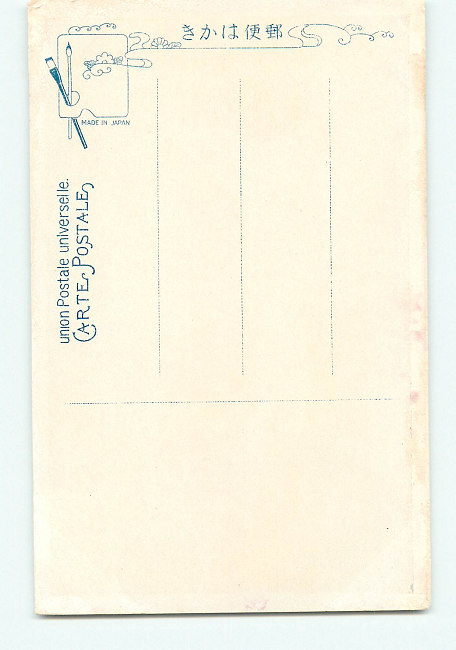 きかは便郵
MADE IN JAPAN
union Postale universelle.
CARTE POSTALE